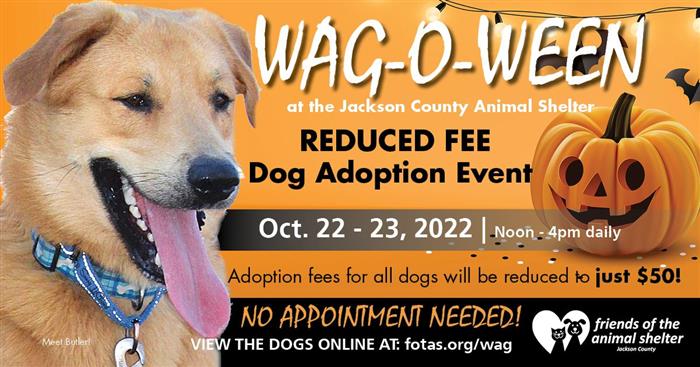 WAG-O-WEEN
at the Jackson County Animal Shelter
REDUCED FEE
Dog Adoption Event
Oct. 22 - 23, 2022 | Noon - 4pm daily
Adoption fees for all dogs will be reduced to just $50!
NO APPOINTMENT NEEDED!
VIEW THE DOGS ONLINE AT: fotas.org/wag
Meet Butler!
friends of the
animal shelter
Jackson County